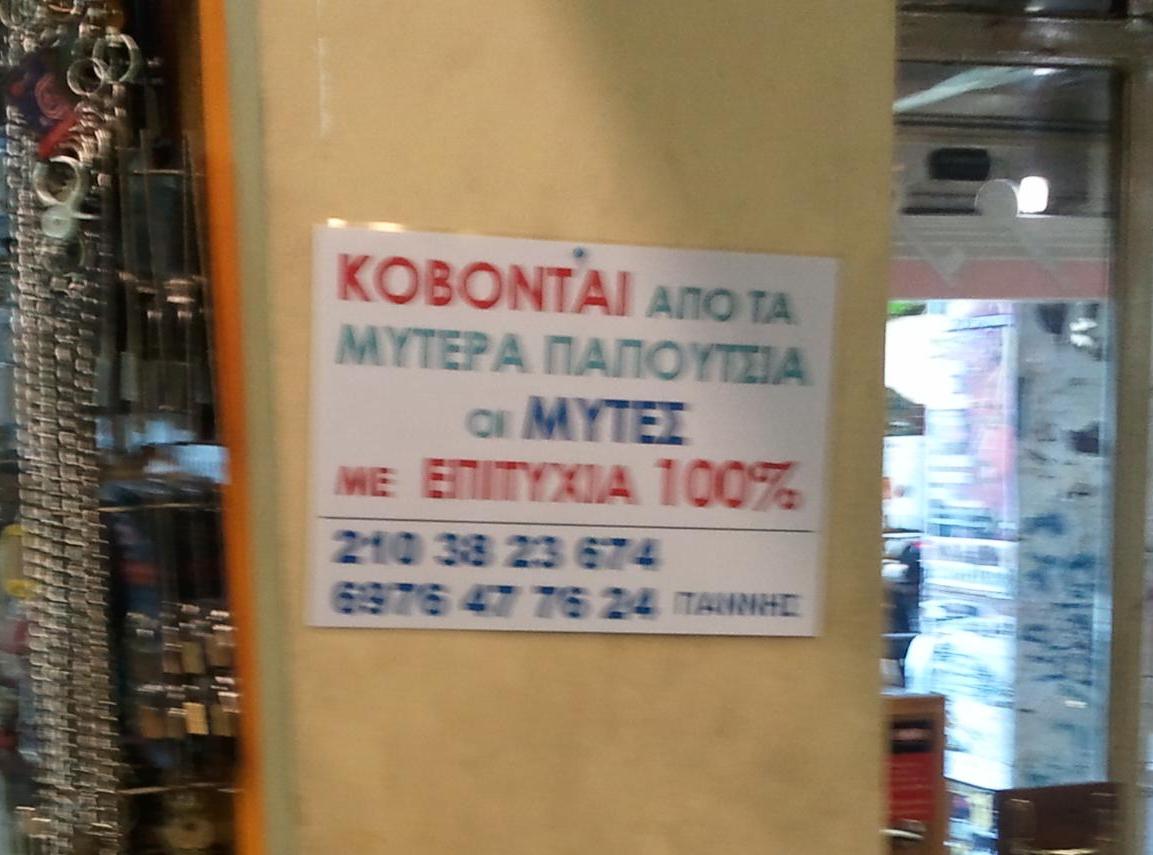 ΚΟΒΟΝΤΑΙ ΑΠΟ ΤΑ
ΜΥΤΕΡΑ ΠΑΠΟΥΤΣΙΑ
ΟΙ ΜΥΤΕΣ
ΜΕ ΕΠΙΤΥΧΙΑ 100%
210 38 23 674
6976 47 76 24 ΓΙΑΝΝΗΣ